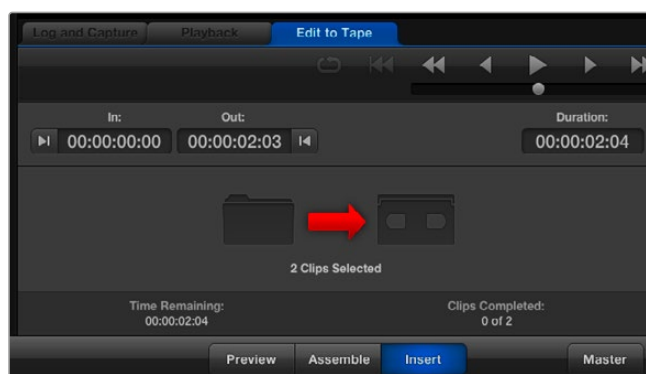 Log and Capture Playback Edit to Tape
In: Out: Duration:
00:00:00:00 00:00:02:03 00:00:02:04
2 Clips Selected
Time Remaining: Clips Completed:
00:00:02:04 0 of 2
Preview Assemble Insert Master